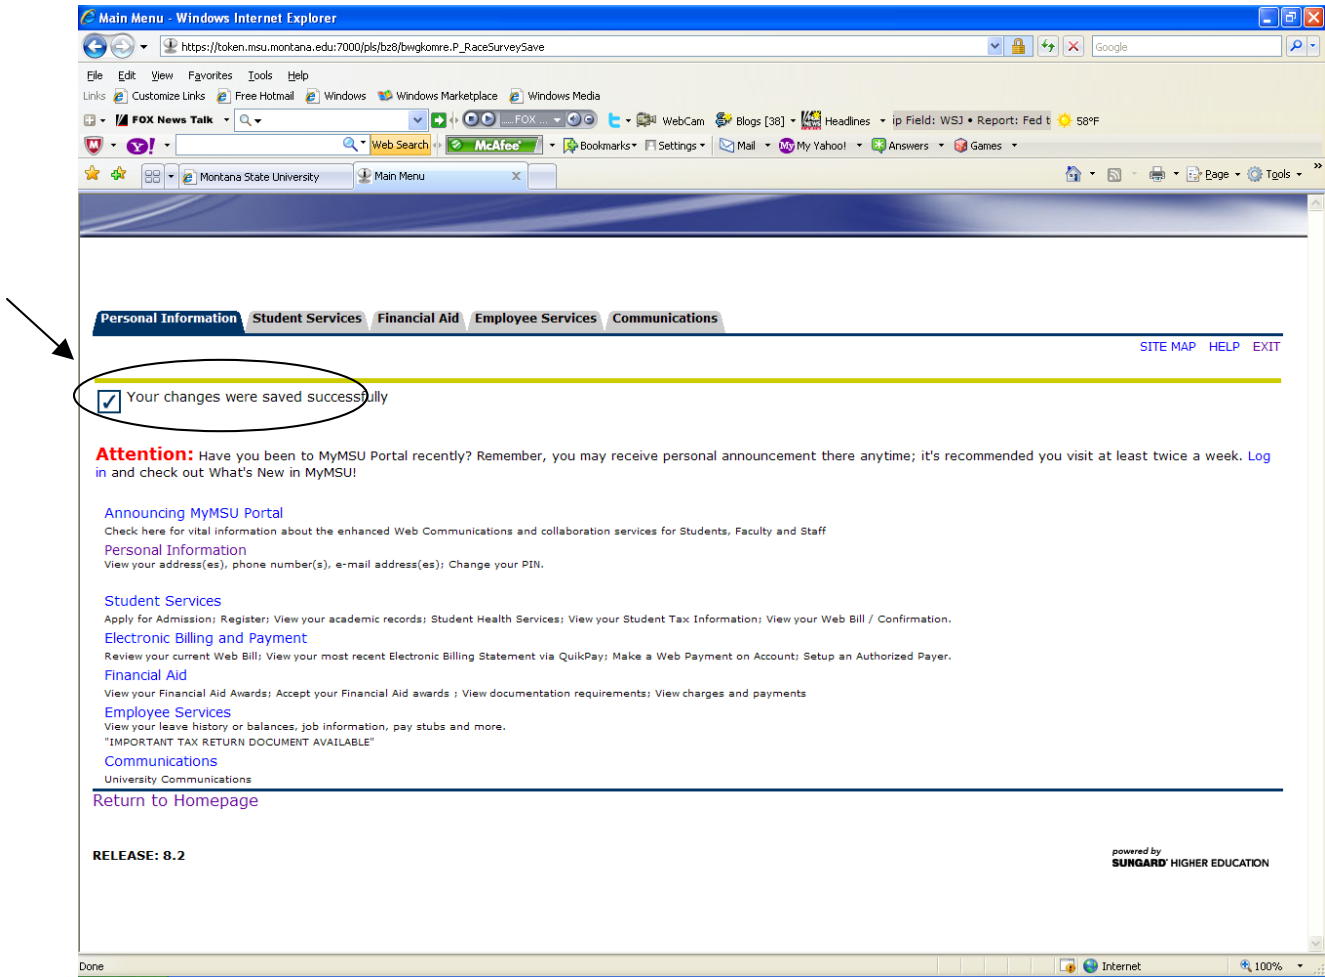 Main Menu - Windows Internet Explorer
https://token.msu.montana.edu:7000/pls/bz8/bwgkomre.P_RaceSurveySave
Google
File Edit View Favorites Tools Help
Links Customize Links Free Hotmail Windows Windows Marketplace Windows Media
FOX News Talk .....FOX ... WebCam Blogs [38] Headlines ip Field: WSJ • Report: Fed t 58°F
Y! Web Search McAfee Bookmarks Settings Mail My Yahoo! Answers Games
Montana State University Main Menu x Page Tools »
Personal Information Student Services Financial Aid Employee Services Communications
SITE MAP HELP EXIT
Your changes were saved successfully
Attention: Have you been to MyMSU Portal recently? Remember, you may receive personal announcement there anytime; it's recommended you visit at least twice a week. Log
in and check out What's New in MyMSU!
Announcing MyMSU Portal
Check here for vital information about the enhanced Web Communications and collaboration services for Students, Faculty and Staff
Personal Information
View your address(es), phone number(s), e-mail address(es); Change your PIN.
Student Services
Apply for Admission; Register; View your academic records; Student Health Services; View your Student Tax Information; View your Web Bill / Confirmation.
Electronic Billing and Payment
Review your current Web Bill; View your most recent Electronic Billing Statement via QuikPay; Make a Web Payment on Account; Setup an Authorized Payer.
Financial Aid
View your Financial Aid Awards; Accept your Financial Aid awards ; View documentation requirements; View charges and payments
Employee Services
View your leave history or balances, job information, pay stubs and more.
"IMPORTANT TAX RETURN DOCUMENT AVAILABLE"
Communications
University Communications
Return to Homepage
RELEASE: 8.2
powered by
SUNGARD' HIGHER EDUCATION
Done Internet 100%